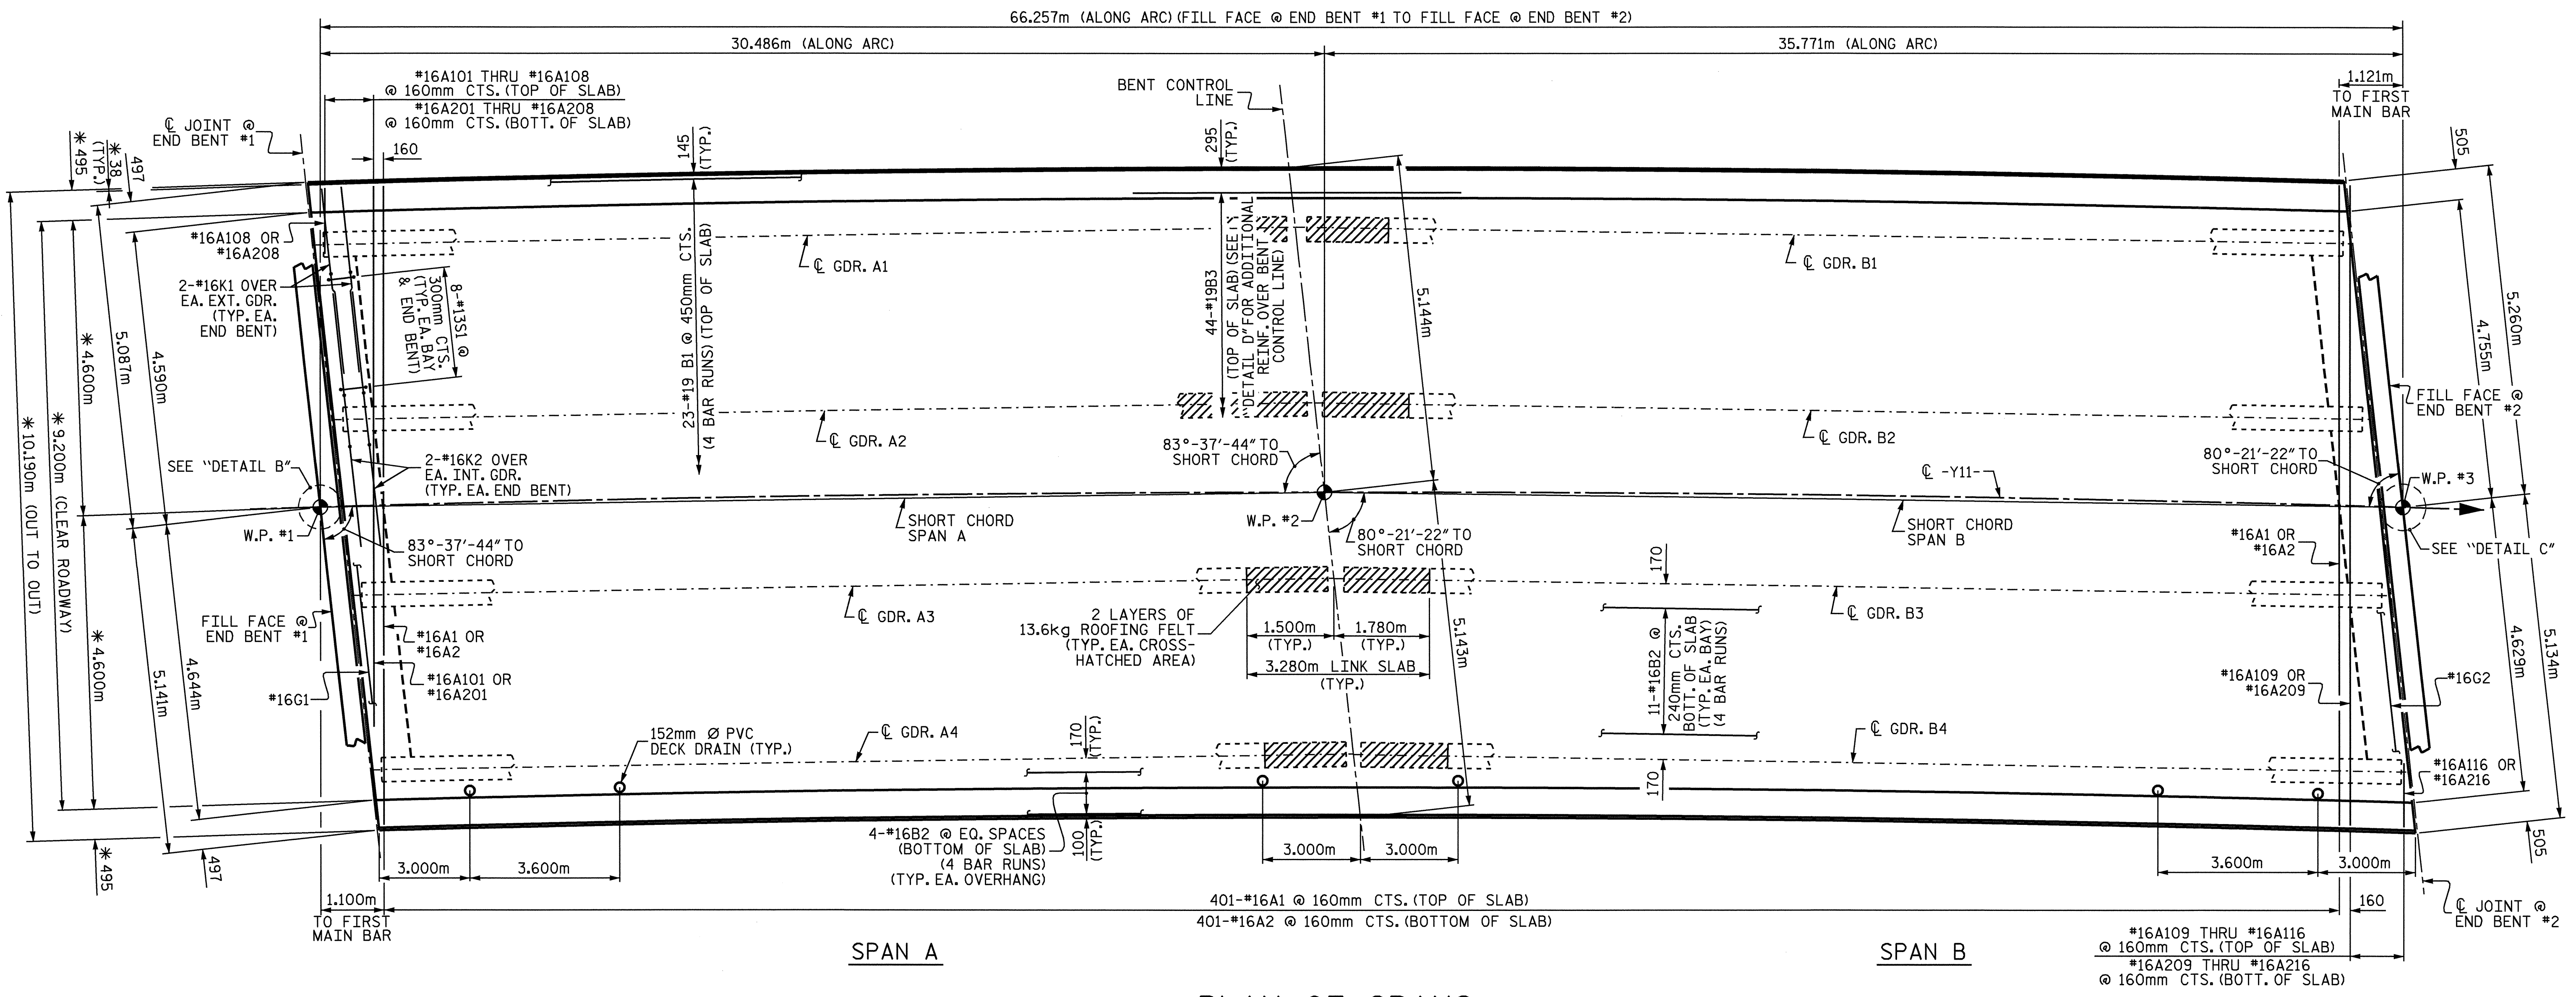 66.257m (ALONG ARC) (FILL FACE @ END BENT #1 TO FILL FACE @ END BENT #2)
30.486m (ALONG ARC)
35.771m (ALONG ARC)
#16A101 THRU #16A108
@ 160mm CTS. (TOP OF SLAB)
#16A201 THRU #16A208
@ 160mm CTS. (BOTT. OF SLAB)
BENT CONTROL
LINE
1.121m
TO FIRST
MAIN BAR
℄ JOINT @
END BENT #1
160
145
(TYP.)
295
(TYP.)
505
* 495
* 38
(TYP.)
497
#16A108 OR
#16A208
2-#16K1 OVER
EA. EXT. GDR.
(TYP. EA.
END BENT)
8-#13S1 @
300mm CTS.
(TYP. EA. BAY
& END BENT)
℄ GDR. A1
℄ GDR. B1
23-#19 B1 @ 450mm CTS.
(4 BAR RUNS) (TOP OF SLAB)
44-#19B3
(TOP OF SLAB) (SEE
"DETAIL D" FOR ADDITIONAL
REINF. OVER BENT
CONTROL LINE)
5.144m
5.260m
4.755m
* 10.190m (OUT TO OUT)
* 9.200m (CLEAR ROADWAY)
* 4.600m
5.087m
4.590m
℄ GDR. A2
℄ GDR. B2
FILL FACE @
END BENT #2
SEE "DETAIL B"
2-#16K2 OVER
EA. INT. GDR.
(TYP. EA. END BENT)
83°-37'-44" TO
SHORT CHORD
80°-21'-22" TO
SHORT CHORD
℄ -Y11-
W.P. #3
W.P. #1
83°-37'-44" TO
SHORT CHORD
SHORT CHORD
SPAN A
W.P. #2
80°-21'-22" TO
SHORT CHORD
SHORT CHORD
SPAN B
#16A1 OR
#16A2
SEE "DETAIL C"
FILL FACE @
END BENT #1
#16A1 OR
#16A2
#16A101 OR
#16A201
#16G1
℄ GDR. A3
2 LAYERS OF
13.6kg ROOFING FELT
(TYP. EA. CROSS-
HATCHED AREA)
1.500m
(TYP.)
1.780m
(TYP.)
3.280m LINK SLAB
(TYP.)
5.143m
170
11-#16B2 @
240mm CTS.
BOTT. OF SLAB
(TYP. EA. BAY)
(4 BAR RUNS)
170
℄ GDR. B3
#16A109 OR
#16A209
#16G2
4.629m
5.134m
* 4.600m
4.644m
5.141m
152mm Ø PVC
DECK DRAIN (TYP.)
℄ GDR. A4
170
(TYP.)
℄ GDR. B4
#16A116 OR
#16A216
* 495
497
3.000m
3.600m
4-#16B2 @ EQ. SPACES
(BOTTOM OF SLAB)
(4 BAR RUNS)
(TYP. EA. OVERHANG)
100
(TYP.)
3.000m
3.000m
3.600m
3.000m
505
1.100m
TO FIRST
MAIN BAR
401-#16A1 @ 160mm CTS. (TOP OF SLAB)
401-#16A2 @ 160mm CTS. (BOTTOM OF SLAB)
160
℄ JOINT @
END BENT #2
#16A109 THRU #16A116
@ 160mm CTS. (TOP OF SLAB)
#16A209 THRU #16A216
@ 160mm CTS. (BOTT. OF SLAB)
SPAN A
SPAN B